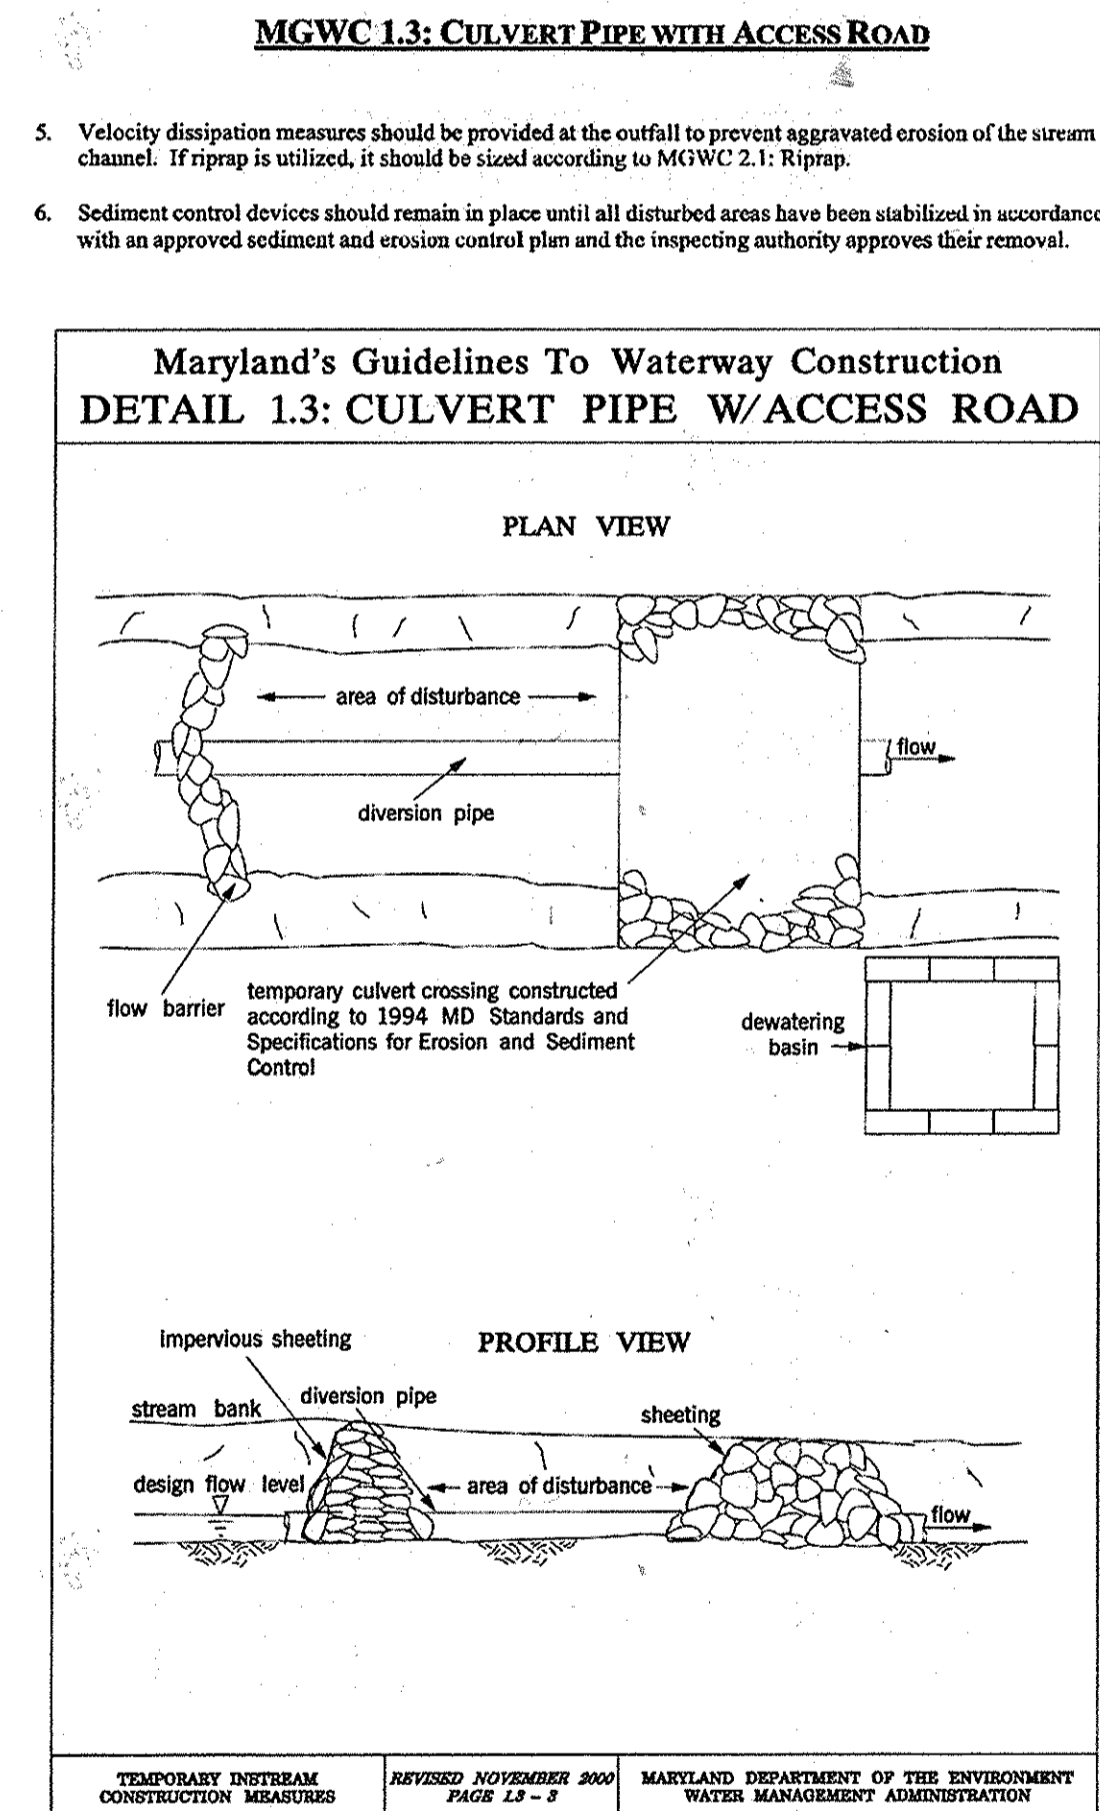 MGWC 1.3: CULVERT PIPE WITH ACCESS ROAD
5. Velocity dissipation measures should be provided at the outfall to prevent aggravated erosion of the stream
channel. If riprap is utilized, it should be sized according to MGWC 2.1: Riprap.
6. Sediment control devices should remain in place until all disturbed areas have been stabilized in accordance
with an approved sediment and erosion control plan and the inspecting authority approves their removal.
Maryland's Guidelines To Waterway Construction
DETAIL 1.3: CULVERT PIPE W/ACCESS ROAD
PLAN VIEW
area of disturbance
flow
diversion pipe
flow barrier
temporary culvert crossing constructed
according to 1994 MD Standards and
Specifications for Erosion and Sediment
Control
dewatering
basin
PROFILE VIEW
impervious sheeting
diversion pipe
stream bank
sheeting
design flow level
area of disturbance
flow
TEMPORARY INSTREAM
CONSTRUCTION MEASURES
REVISED NOVEMBER 2000
PAGE 1.3 - 3
MARYLAND DEPARTMENT OF THE ENVIRONMENT
WATER MANAGEMENT ADMINISTRATION